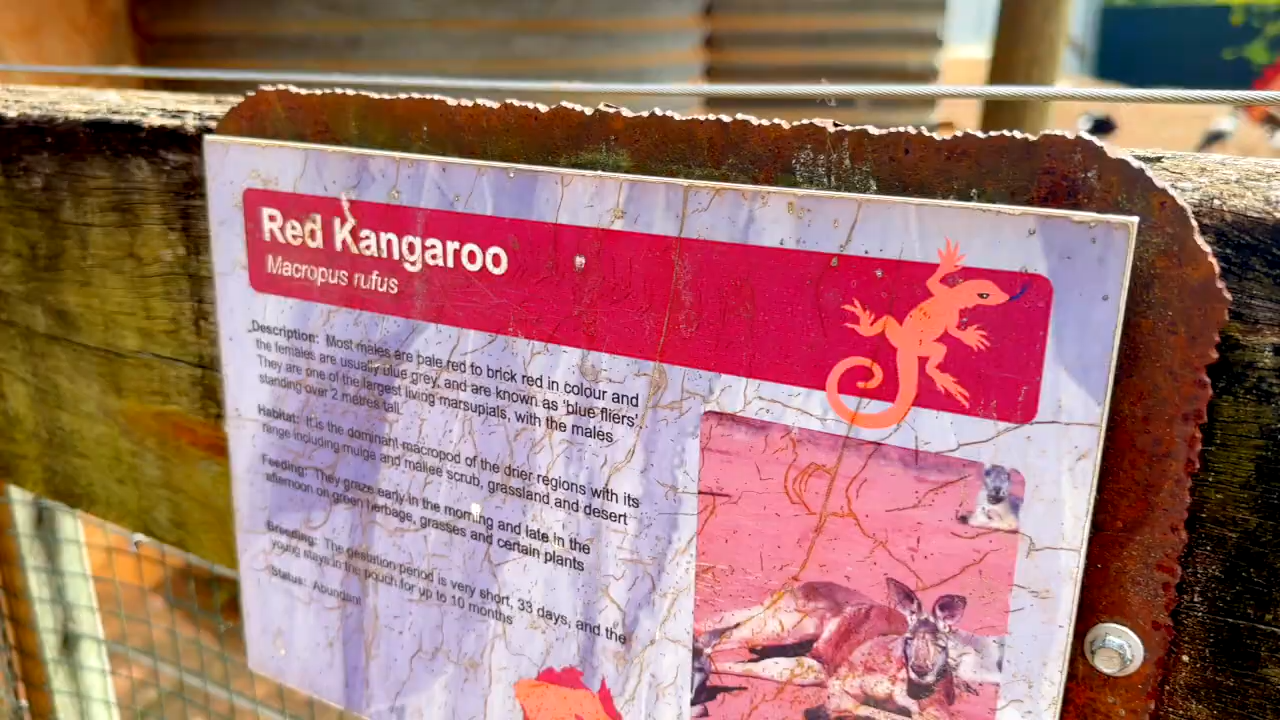 Red Kangaroo
Macropus rufus
Description: Most males are pale red to brick red in colour and
the females are usually blue grey, and are known as 'blue fliers'.
They are one of the largest living marsupials, with the males
standing over 2 metres tall.
Habitat: It is the dominant macropod of the drier regions with its
range including mulga and mallee scrub, grassland and desert
Feeding: They graze early in the morning and late in the
afternoon on green herbage, grasses and certain plants
Breeding: The gestation period is very short, 33 days, and the
young stays in the pouch for up to 10 months
Status: Abundant